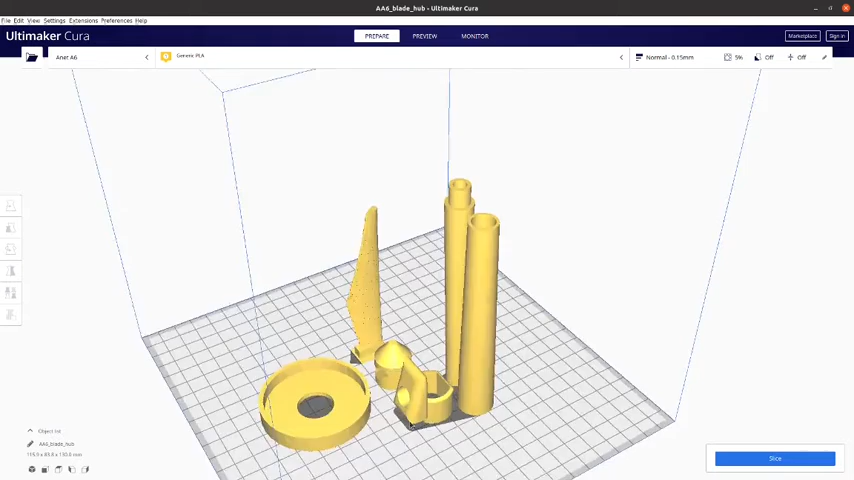 AA6_blade_hub - Ultimaker Cura
File Edit View Settings Extensions Preferences Help
Ultimaker Cura
PREPARE
PREVIEW
MONITOR
Marketplace
Sign in
Anet A6
Generic PLA
Normal - 0.15mm
5%
Off
Off
Object list
AA6_blade_hub
Slice